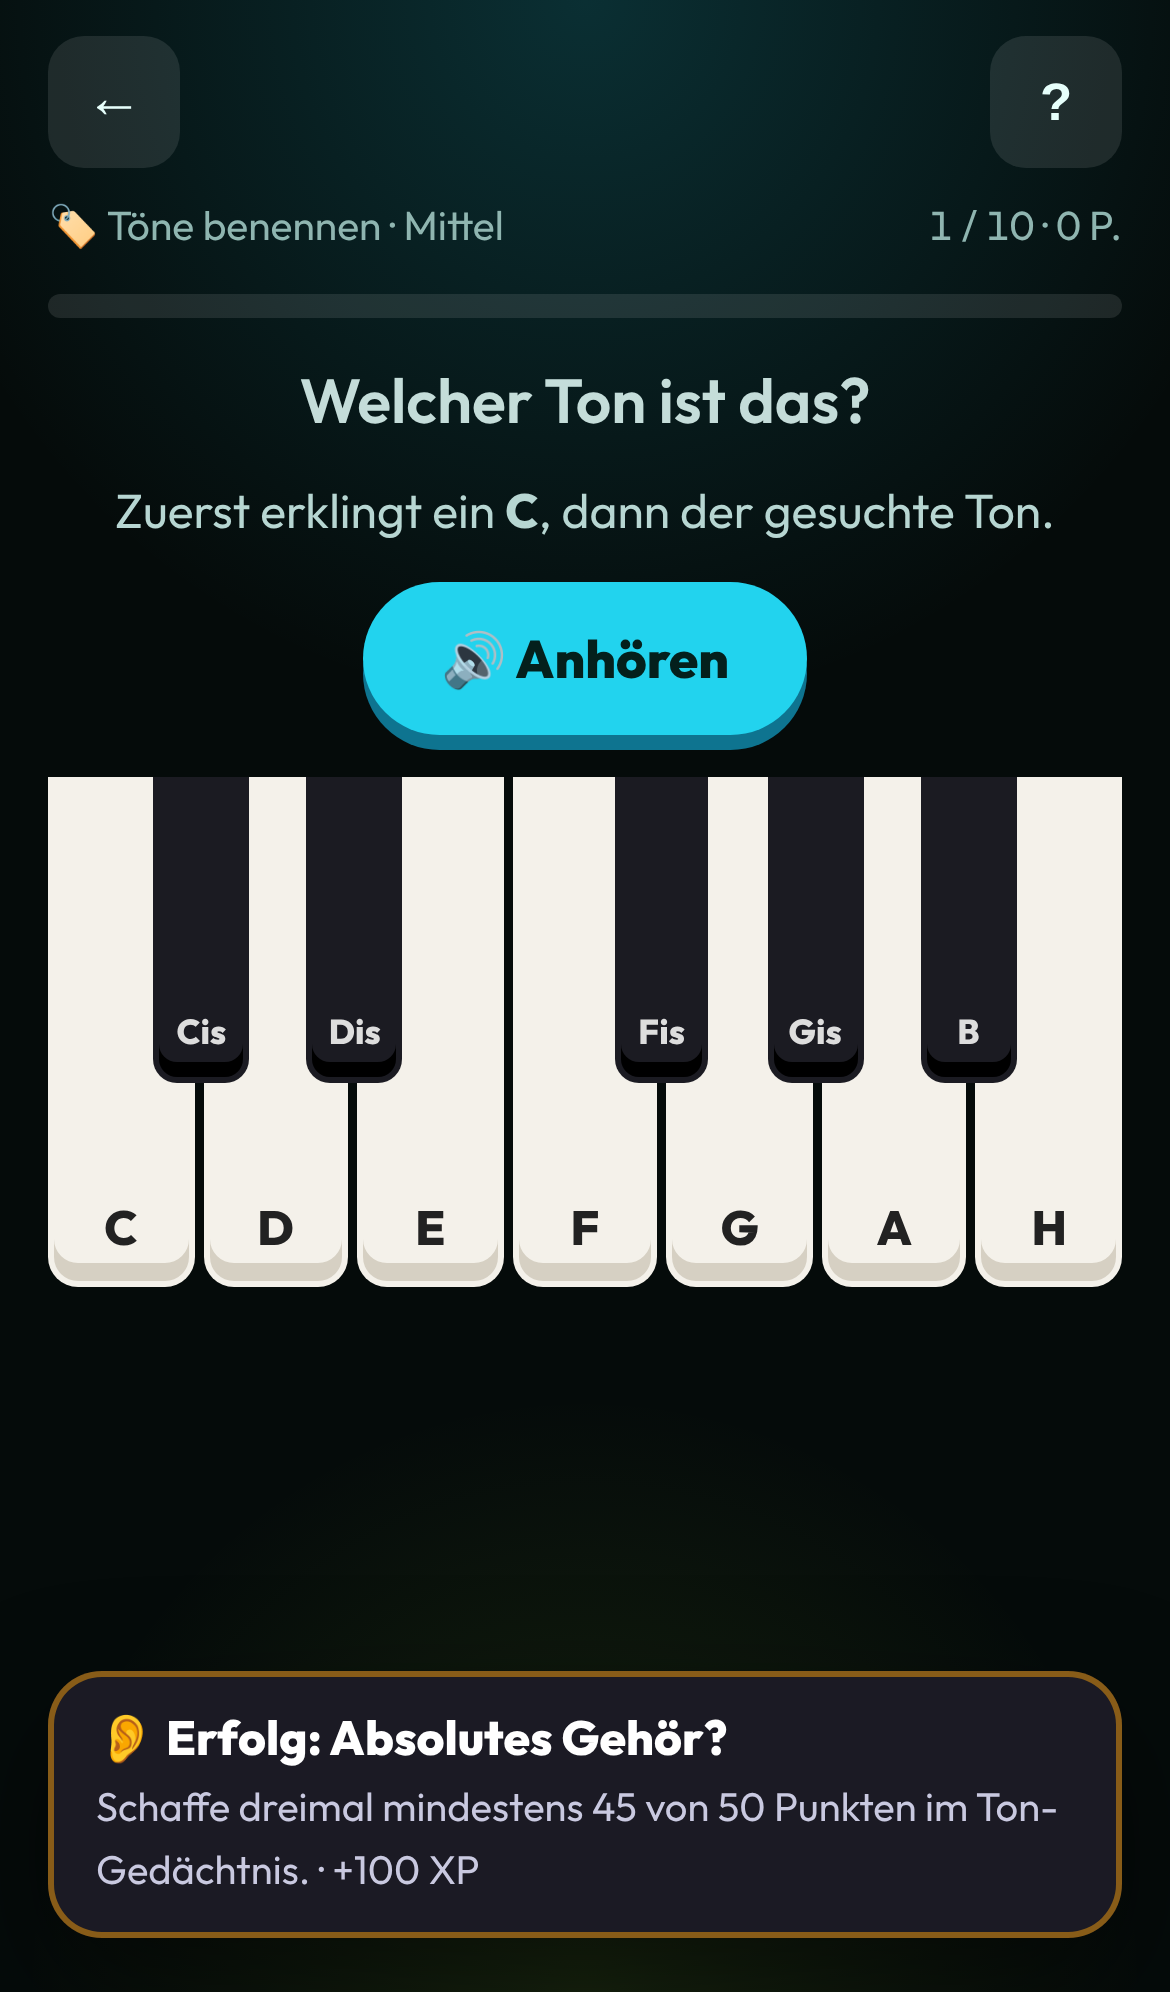 ←
?
Töne benennen · Mittel
1 / 10 · 0 P.
Welcher Ton ist das?
Zuerst erklingt ein C, dann der gesuchte Ton.
Anhören
Cis Dis Fis Gis B
C D E F G A H
Erfolg: Absolutes Gehör?
Schaffe dreimal mindestens 45 von 50 Punkten im Ton-
Gedächtnis. · +100 XP